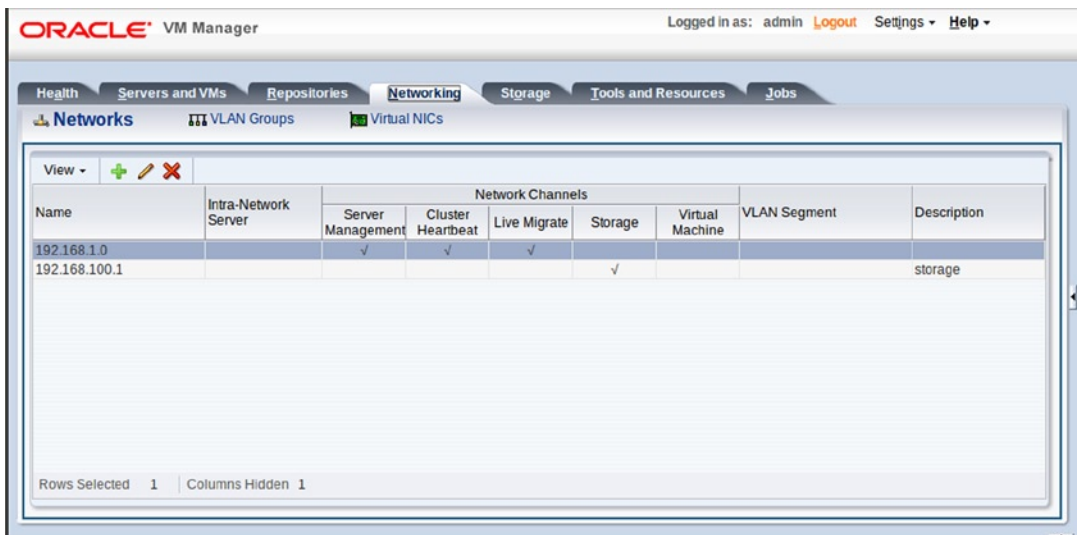 ORACLE VM Manager Logged in as: admin Logout Settings Help
Health Servers and VMs Repositories Networking Storage Tools and Resources Jobs
Networks VLAN Groups Virtual NICs
View
Name Intra-Network Server Network Channels VLAN Segment Description
Server Management Cluster Heartbeat Live Migrate Storage Virtual Machine
192.168.1.0 √ √ √
192.168.100.1 √ storage
Rows Selected 1 Columns Hidden 1